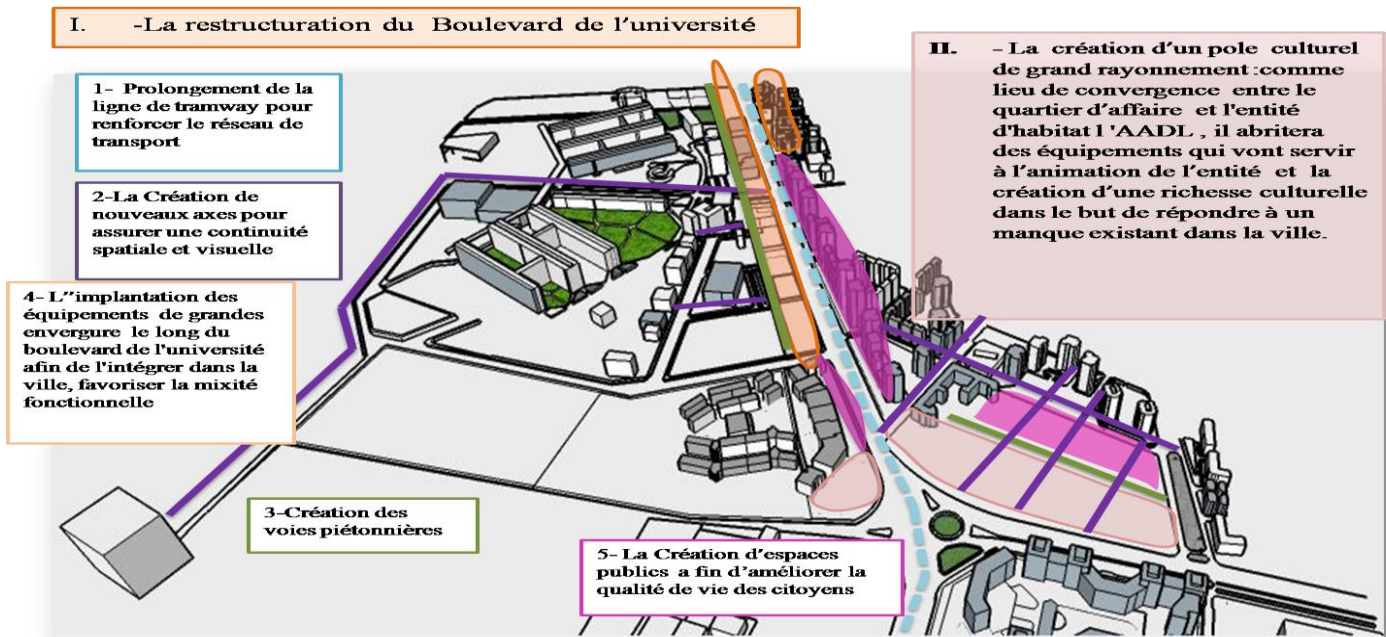 I. -La restructuration du Boulevard de l'université
II. - La création d'un pole culturel
de grand rayonnement :comme
lieu de convergence entre le
quartier d'affaire et l'entité
d'habitat l 'AADL , il abritera
des équipements qui vont servir
à l'animation de l'entité et la
création d'une richesse culturelle
dans le but de répondre à un
manque existant dans la ville.
1- Prolongement de la
ligne de tramway pour
renforcer le réseau de
transport
2-La Création de
nouveaux axes pour
assurer une continuité
spatiale et visuelle
4- L''implantation des
équipements de grandes
envergure le long du
boulevard de l'université
afin de l'intégrer dans la
ville, favoriser la mixité
fonctionnelle
3-Création des
voies piétonnières
5- La Création d'espaces
publics a fin d'améliorer la
qualité de vie des citoyens